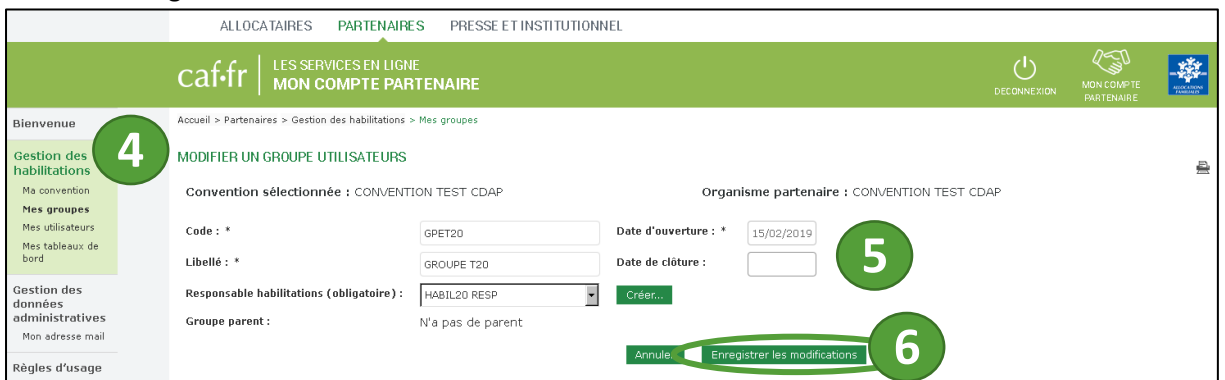 ALLOCATAIRES PARTENAIRES PRESSE ET INSTITUTIONNEL
caf.fr LES SERVICES EN LIGNE
MON COMPTE PARTENAIRE
DECONNEXION
MON COMPTE
PARTENAIRE
ALLOCATIONS
FAMILIALES
Bienvenue
Gestion des
habilitations
Ma convention
Mes groupes
Mes utilisateurs
Mes tableaux de
bord
Gestion des
données
administratives
Mon adresse mail
Règles d'usage
4
Accueil > Partenaires > Gestion des habilitations > Mes groupes
MODIFIER UN GROUPE UTILISATEURS
Convention sélectionnée : CONVENTION TEST CDAP Organisme partenaire : CONVENTION TEST CDAP
Code : * GPET20 Date d'ouverture : * 15/02/2019
Libellé : * GROUPE T20 Date de clôture :
5
Responsable habilitations (obligatoire) : HABIL20 RESP Créer...
Groupe parent : N'a pas de parent
Annule Enregistrer les modifications
6